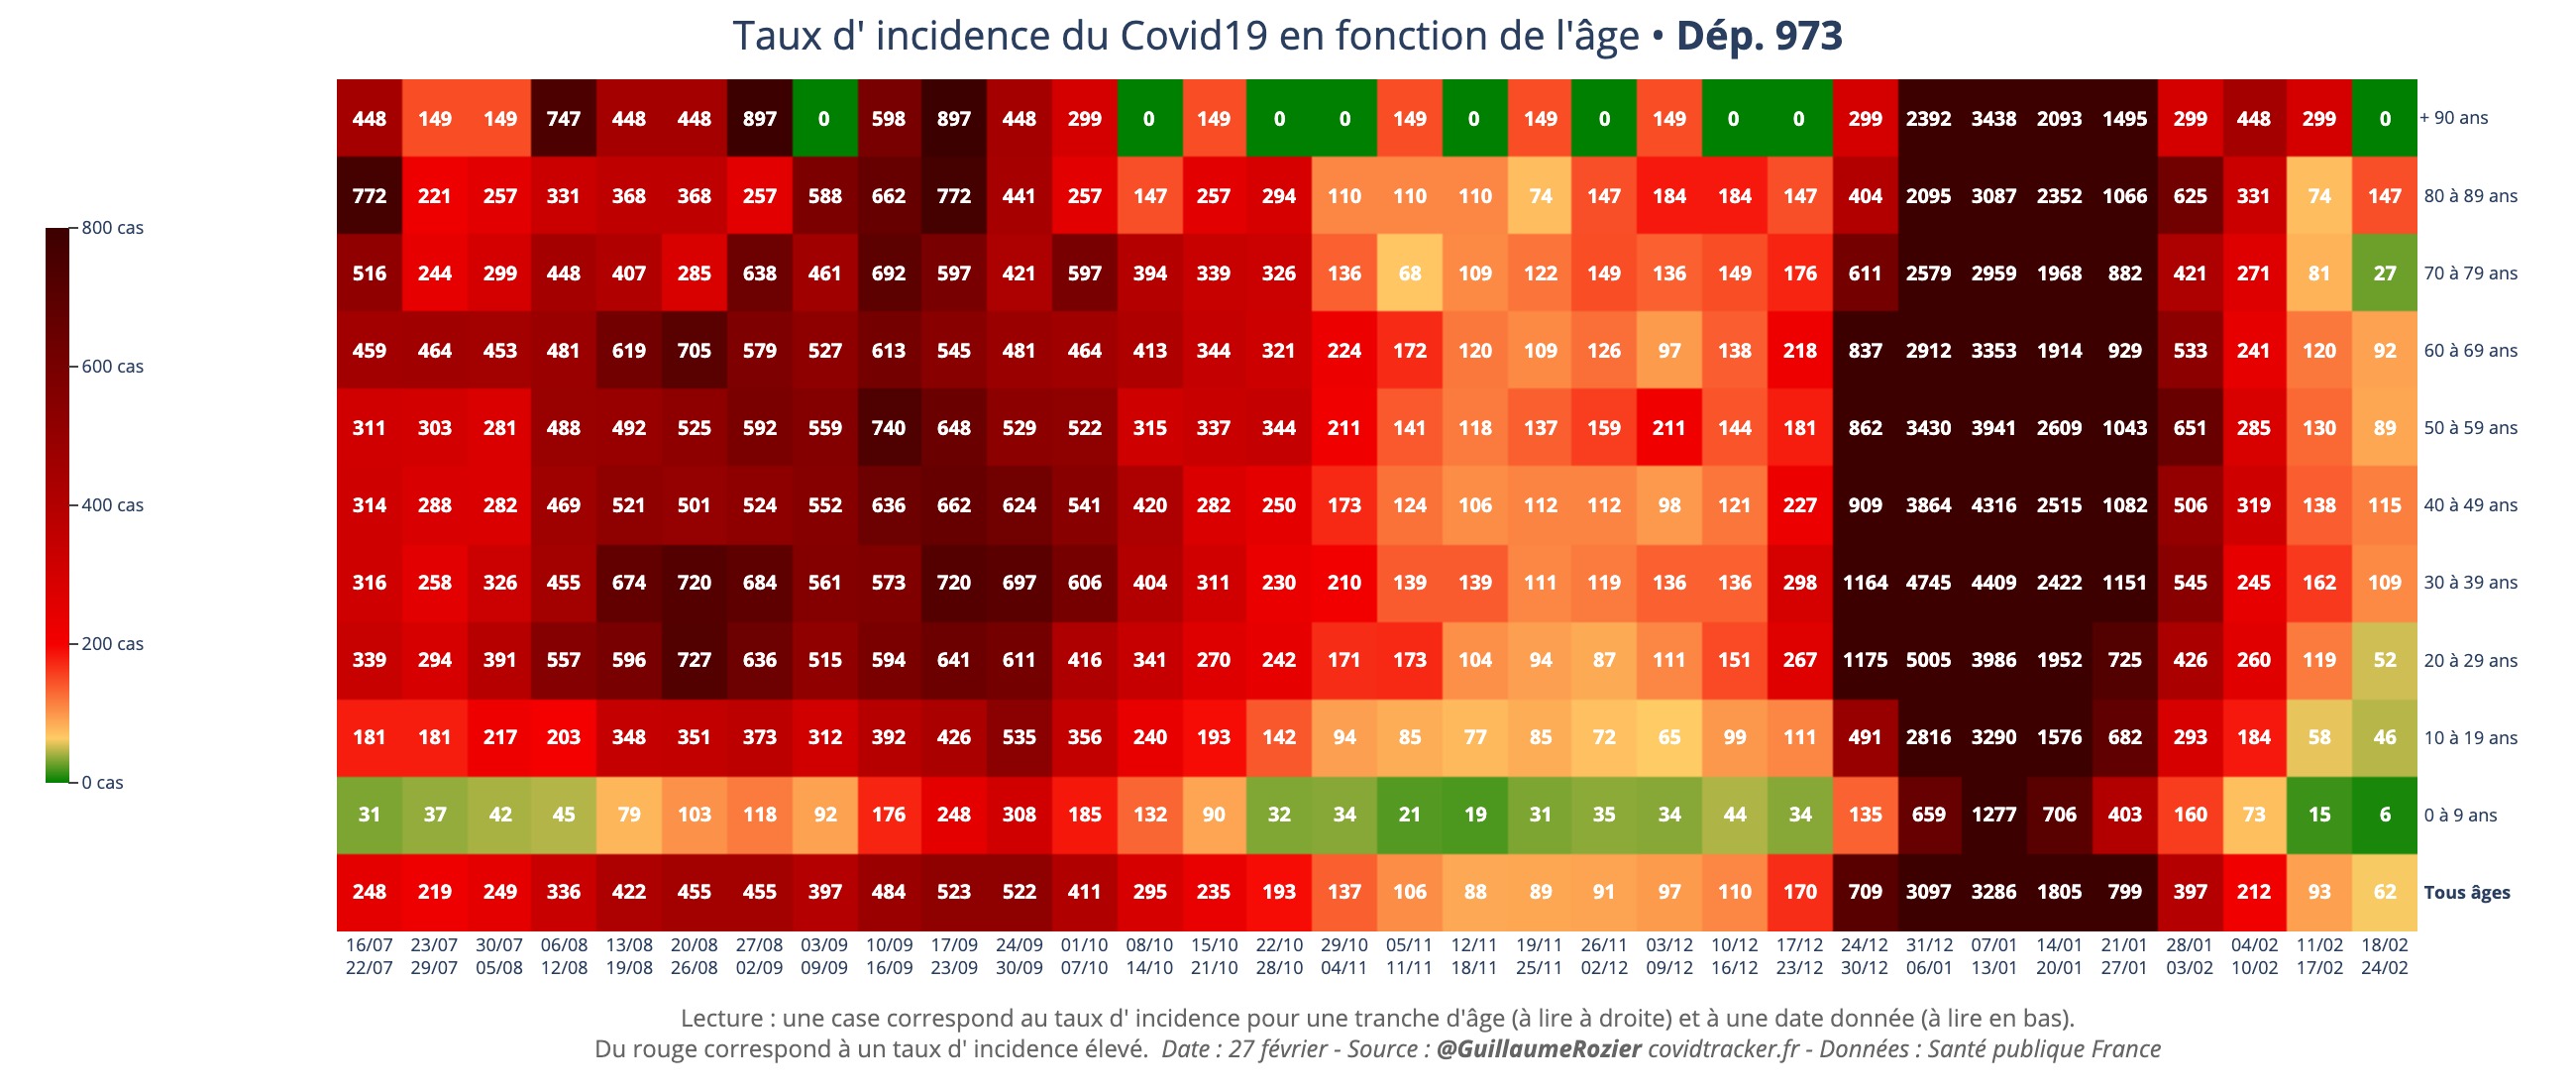 Taux d' incidence du Covid19 en fonction de l'âge • Dép. 973
448 149 149 747 448 448 897 0 598 897 448 299 0 149 0 0 149 0 149 0 149 0 0 299 2392 3438 2093 1495 299 448 299 0 + 90 ans
772 221 257 331 368 368 257 588 662 772 441 257 147 257 294 110 110 110 74 147 184 184 147 404 2095 3087 2352 1066 625 331 74 147 80 à 89 ans
800 cas
516 244 299 448 407 285 638 461 692 597 421 597 394 339 326 136 68 109 122 149 136 149 176 611 2579 2959 1968 882 421 271 81 27 70 à 79 ans
459 464 453 481 619 705 579 527 613 545 481 464 413 344 321 224 172 120 109 126 97 138 218 837 2912 3353 1914 929 533 241 120 92 60 à 69 ans
600 cas
311 303 281 488 492 525 592 559 740 648 529 522 315 337 344 211 141 118 137 159 211 144 181 862 3430 3941 2609 1043 651 285 130 89 50 à 59 ans
400 cas
314 288 282 469 521 501 524 552 636 662 624 541 420 282 250 173 124 106 112 112 98 121 227 909 3864 4316 2515 1082 506 319 138 115 40 à 49 ans
316 258 326 455 674 720 684 561 573 720 697 606 404 311 230 210 139 139 111 119 136 136 298 1164 4745 4409 2422 1151 545 245 162 109 30 à 39 ans
200 cas
339 294 391 557 596 727 636 515 594 641 611 416 341 270 242 171 173 104 94 87 111 151 267 1175 5005 3986 1952 725 426 260 119 52 20 à 29 ans
181 181 217 203 348 351 373 312 392 426 535 356 240 193 142 94 85 77 85 72 65 99 111 491 2816 3290 1576 682 293 184 58 46 10 à 19 ans
0 cas
31 37 42 45 79 103 118 92 176 248 308 185 132 90 32 34 21 19 31 35 34 44 34 135 659 1277 706 403 160 73 15 6 0 à 9 ans
248 219 249 336 422 455 455 397 484 523 522 411 295 235 193 137 106 88 89 91 97 110 170 709 3097 3286 1805 799 397 212 93 62 Tous âges
16/07 23/07 30/07 06/08 13/08 20/08 27/08 03/09 10/09 17/09 24/09 01/10 08/10 15/10 22/10 29/10 05/11 12/11 19/11 26/11 03/12 10/12 17/12 24/12 31/12 07/01 14/01 21/01 28/01 04/02 11/02 18/02
22/07 29/07 05/08 12/08 19/08 26/08 02/09 09/09 16/09 23/09 30/09 07/10 14/10 21/10 28/10 04/11 11/11 18/11 25/11 02/12 09/12 16/12 23/12 30/12 06/01 13/01 20/01 27/01 03/02 10/02 17/02 24/02
Lecture : une case correspond au taux d' incidence pour une tranche d'âge (à lire à droite) et à une date donnée (à lire en bas).
Du rouge correspond à un taux d' incidence élevé. Date : 27 février - Source : @GuillaumeRozier covidtracker.fr - Données : Santé publique France